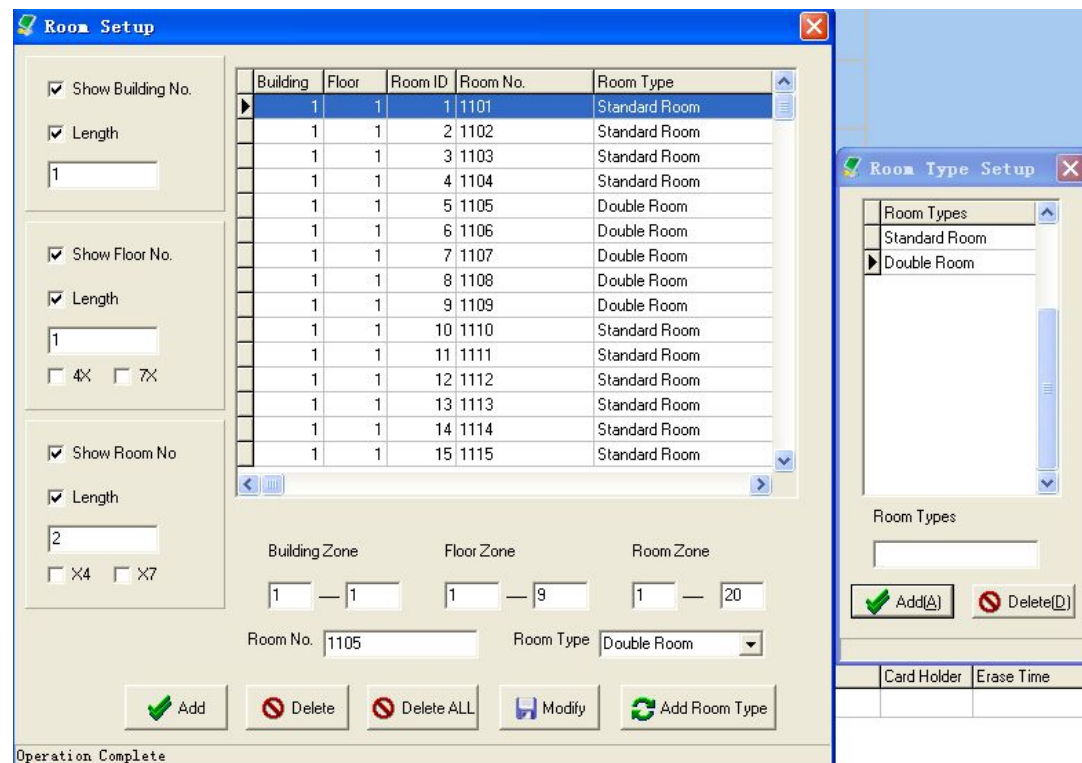 Room Setup
Show Building No.
Length
1
Show Floor No.
Length
1
4X 7X
Show Room No
Length
2
X4 X7
Building Floor Room ID Room No. Room Type
1 1 1 1101 Standard Room
1 1 2 1102 Standard Room
1 1 3 1103 Standard Room
1 1 4 1104 Standard Room
1 1 5 1105 Double Room
1 1 6 1106 Double Room
1 1 7 1107 Double Room
1 1 8 1108 Double Room
1 1 9 1109 Double Room
1 1 10 1110 Standard Room
1 1 11 1111 Standard Room
1 1 12 1112 Standard Room
1 1 13 1113 Standard Room
1 1 14 1114 Standard Room
1 1 15 1115 Standard Room
Building Zone Floor Zone Room Zone
1 — 1 1 — 9 1 — 20
Room No. 1105 Room Type Double Room
Add Delete Delete ALL Modify Add Room Type
Operation Complete
Room Type Setup
Room Types
Standard Room
Double Room
Room Types
Add(A) Delete(D)
Card Holder Erase Time